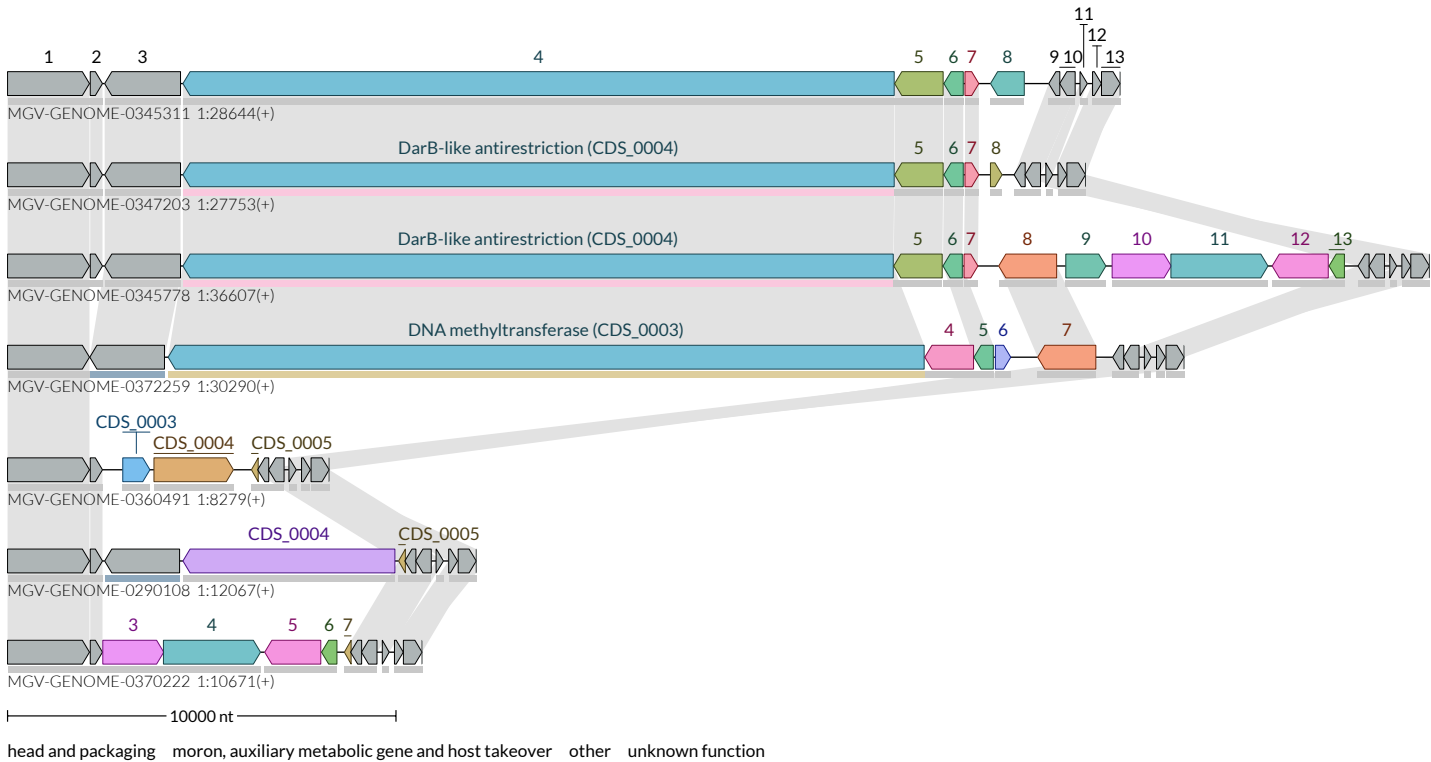 11
12
1 2 3 4 5 6 7 8 9 10 13
MGV-GENOME-0345311 1:28644(+)
DarB-like antirestriction (CDS_0004) 5 6 7 8
MGV-GENOME-0347203 1:27753(+)
DarB-like antirestriction (CDS_0004) 5 6 7 8 9 10 11 12 13
MGV-GENOME-0345778 1:36607(+)
DNA methyltransferase (CDS_0003) 4 5 6 7
MGV-GENOME-0372259 1:30290(+)
CDS_0003
CDS_0004 CDS_0005
MGV-GENOME-0360491 1:8279(+)
CDS_0004 CDS_0005
MGV-GENOME-0290108 1:12067(+)
3 4 5 6 7
MGV-GENOME-0370222 1:10671(+)
10000 nt
head and packaging moron, auxiliary metabolic gene and host takeover other unknown function